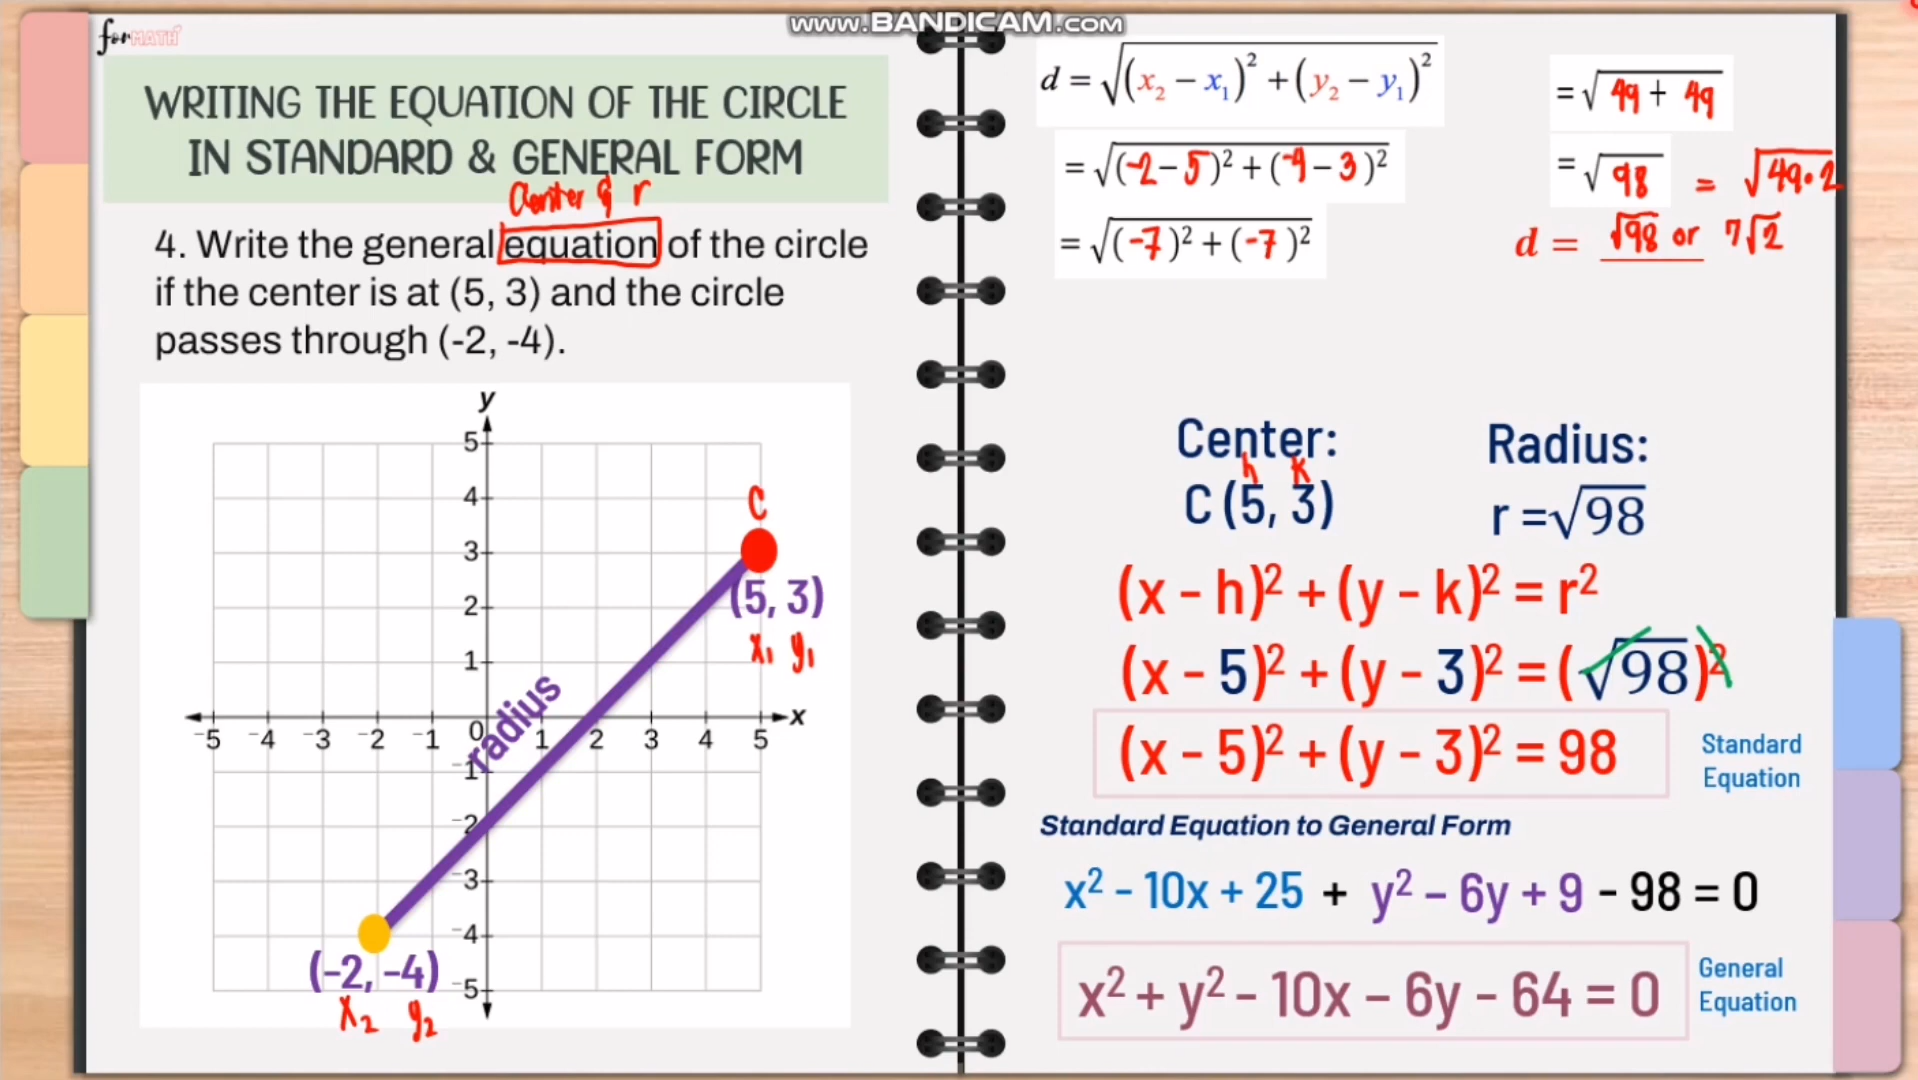 www.BANDICAM.com
forMATH
WRITING THE EQUATION OF THE CIRCLE
IN STANDARD & GENERAL FORM
Center & r
4. Write the general equation of the circle
if the center is at (5, 3) and the circle
passes through (-2, -4).
y
5
4
3
2
1
0
-1
-2
-3
-4
-5
-5 -4 -3 -2 -1 1 2 3 4 5
x
C
(5, 3)
x₁ y₁
radius
(-2, -4)
x₂ y₂
d = √(x₂ − x₁)² + (y₂ − y₁)²
= √(-2 − 5)² + (-4 − 3)²
= √(-7)² + (-7)²
= √49 + 49
= √98 = √49·2
d = √98 or 7√2
Center:
h k
C (5, 3)
Radius:
r = √98
(x - h)² + (y - k)² = r²
(x - 5)² + (y - 3)² = (√98)²
(x - 5)² + (y - 3)² = 98
Standard
Equation
Standard Equation to General Form
x² - 10x + 25 + y² – 6y + 9 - 98 = 0
x² + y² - 10x – 6y - 64 = 0
General
Equation